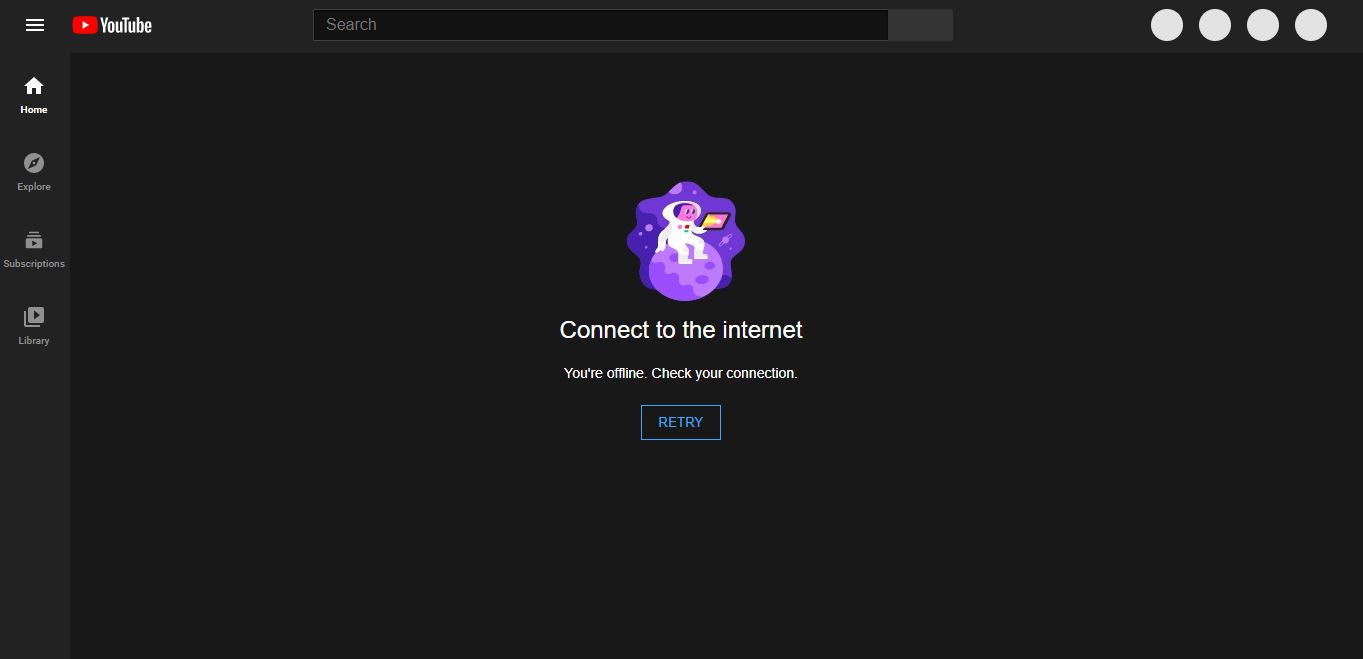 YouTube
Search
Home
Explore
Subscriptions
Library
Connect to the internet
You're offline. Check your connection.
RETRY